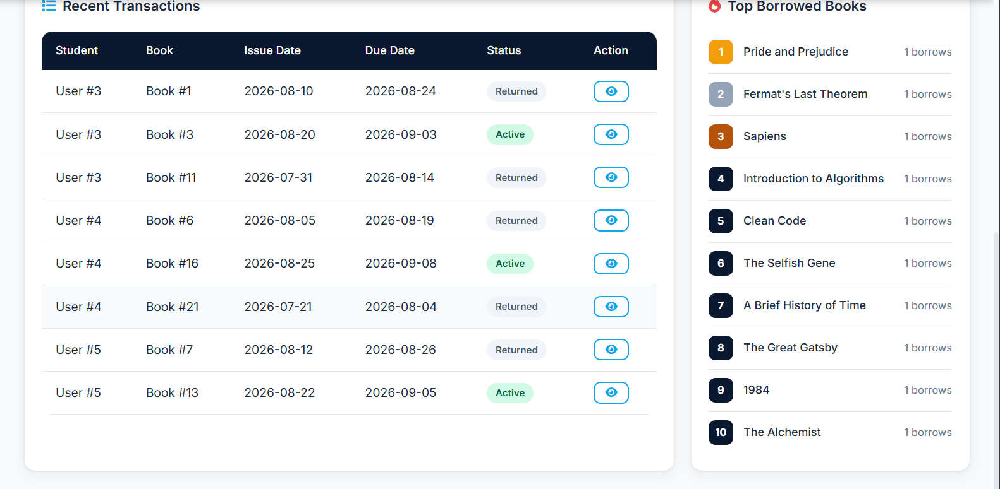 Recent Transactions
Student Book Issue Date Due Date Status Action
User #3 Book #1 2026-08-10 2026-08-24 Returned
User #3 Book #3 2026-08-20 2026-09-03 Active
User #3 Book #11 2026-07-31 2026-08-14 Returned
User #4 Book #6 2026-08-05 2026-08-19 Returned
User #4 Book #16 2026-08-25 2026-09-08 Active
User #4 Book #21 2026-07-21 2026-08-04 Returned
User #5 Book #7 2026-08-12 2026-08-26 Returned
User #5 Book #13 2026-08-22 2026-09-05 Active
Top Borrowed Books
1 Pride and Prejudice 1 borrows
2 Fermat's Last Theorem 1 borrows
3 Sapiens 1 borrows
4 Introduction to Algorithms 1 borrows
5 Clean Code 1 borrows
6 The Selfish Gene 1 borrows
7 A Brief History of Time 1 borrows
8 The Great Gatsby 1 borrows
9 1984 1 borrows
10 The Alchemist 1 borrows